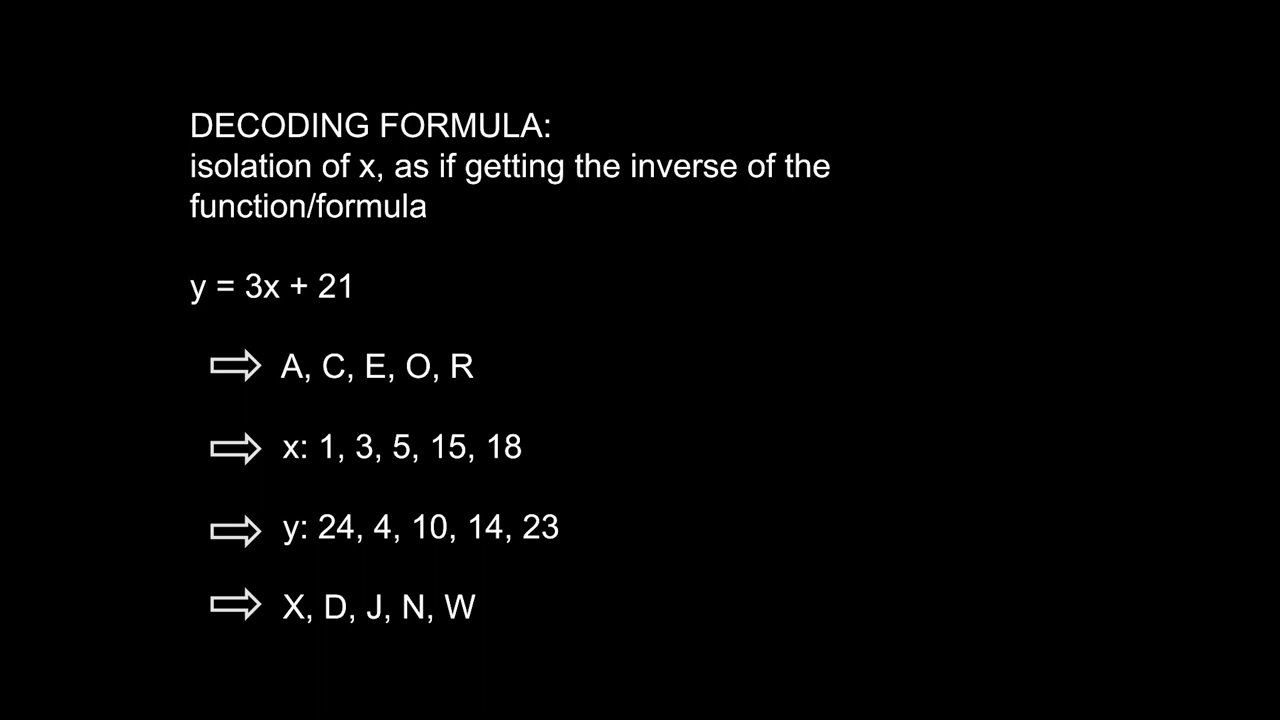 DECODING FORMULA:
isolation of x, as if getting the inverse of the
function/formula
y = 3x + 21
⇨ A, C, E, O, R
⇨ x: 1, 3, 5, 15, 18
⇨ y: 24, 4, 10, 14, 23
⇨ X, D, J, N, W